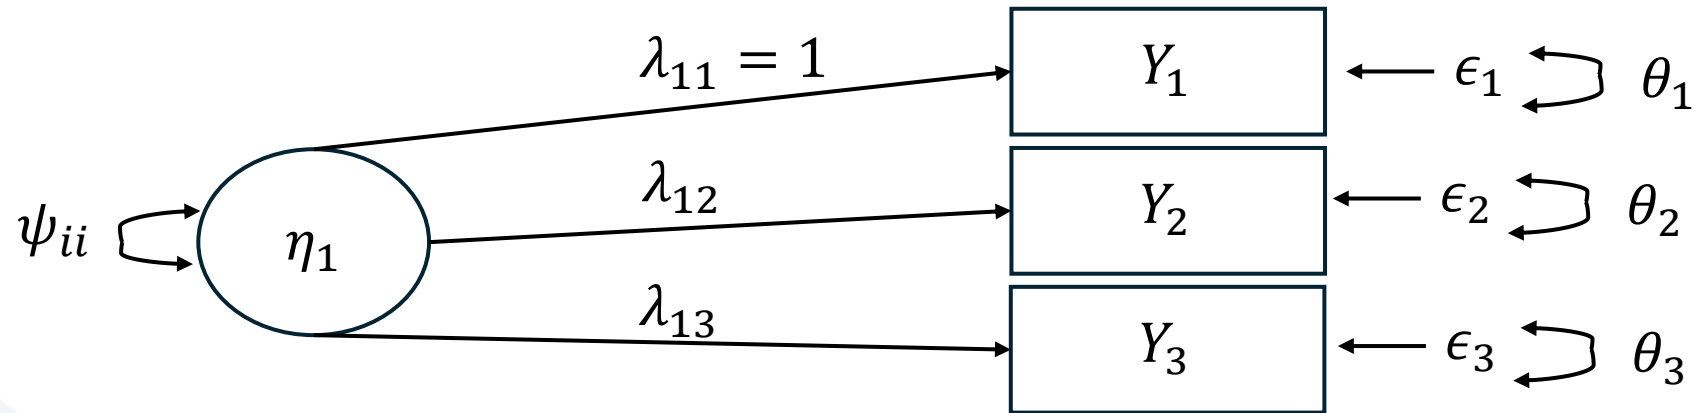 λ₁₁ = 1
Y₁
ϵ₁
θ₁
λ₁₂
Y₂
ϵ₂
θ₂
ψᵢᵢ
η₁
λ₁₃
Y₃
ϵ₃
θ₃